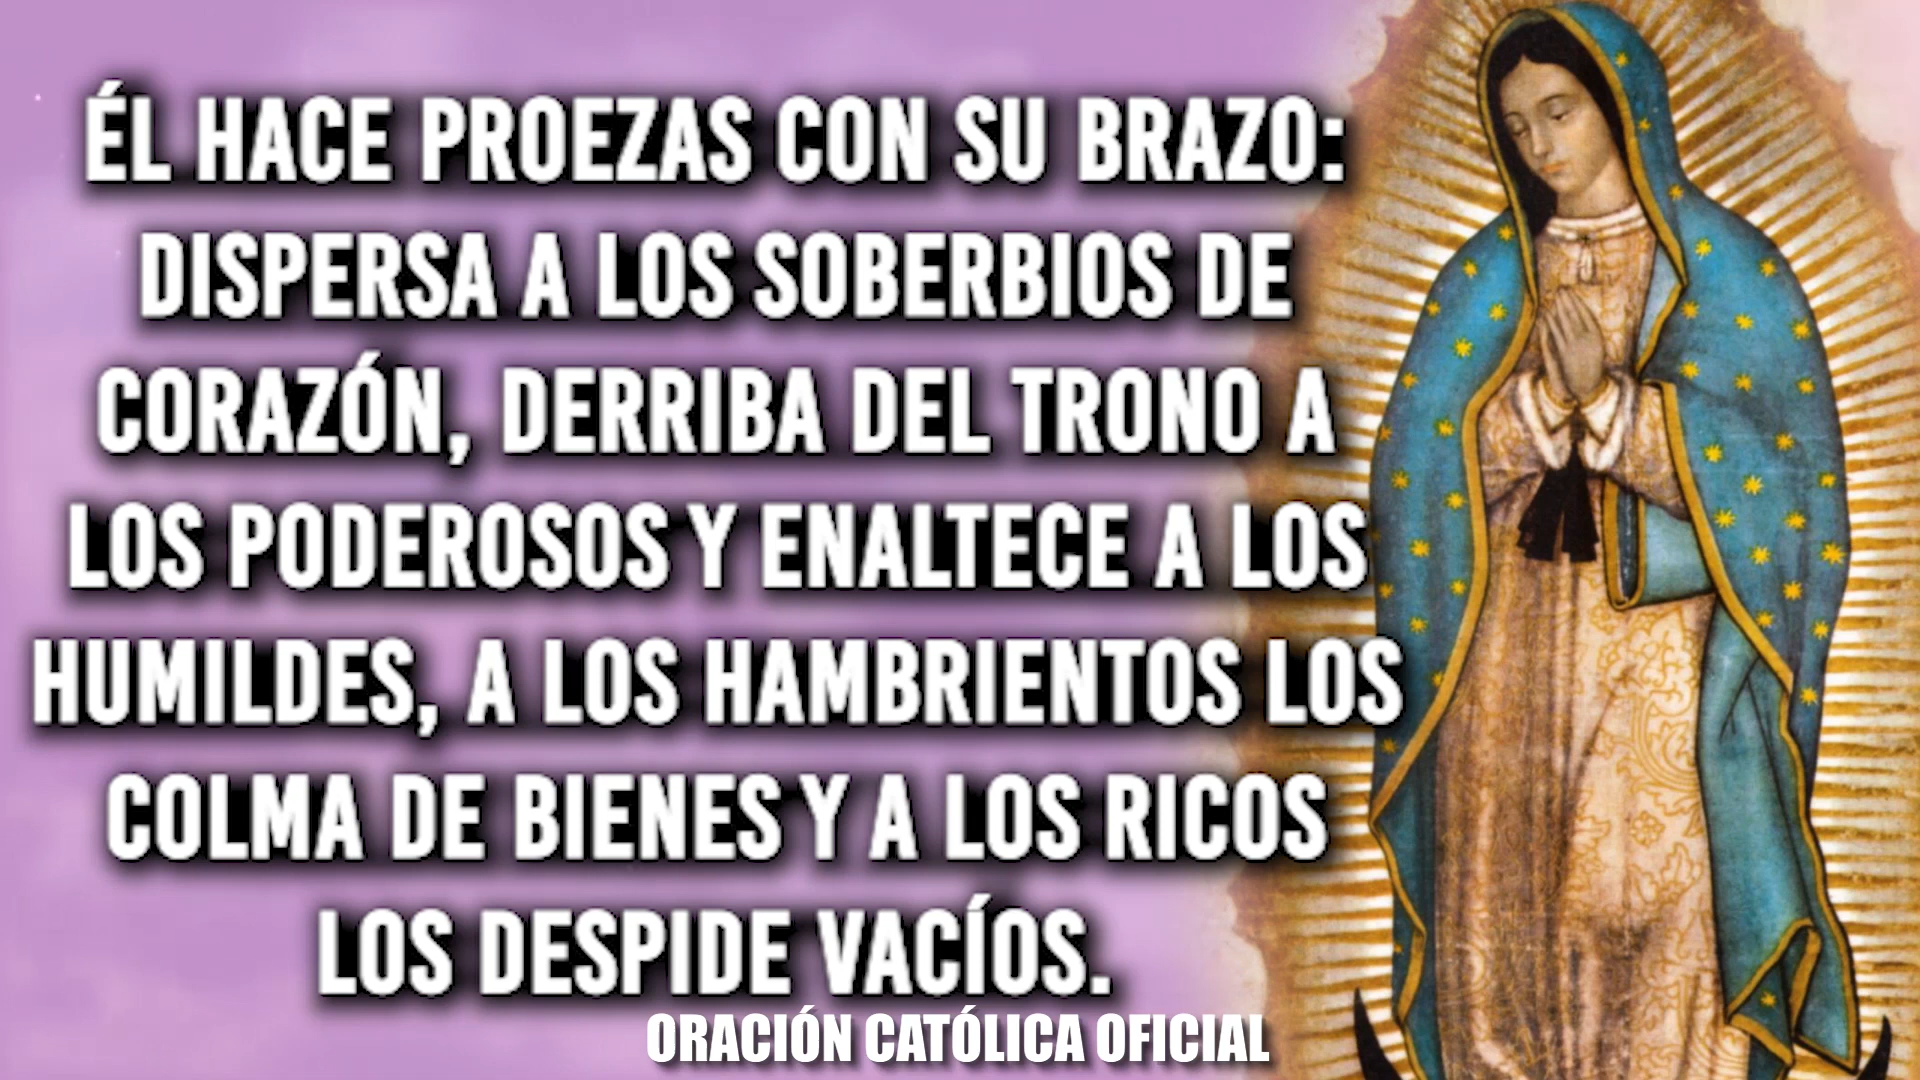 ÉL HACE PROEZAS CON SU BRAZO:
DISPERSA A LOS SOBERBIOS DE
CORAZÓN, DERRIBA DEL TRONO A
LOS PODEROSOS Y ENALTECE A LOS
HUMILDES, A LOS HAMBRIENTOS LOS
COLMA DE BIENES Y A LOS RICOS
LOS DESPIDE VACÍOS.
ORACIÓN CATÓLICA OFICIAL